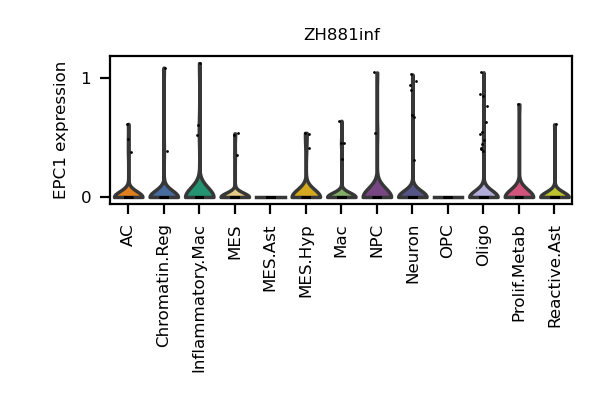 ZH881inf
EPC1 expression
1
0
AC
Chromatin.Reg
Inflammatory.Mac
MES
MES.Ast
MES.Hyp
Mac
NPC
Neuron
OPC
Oligo
Prolif.Metab
Reactive.Ast